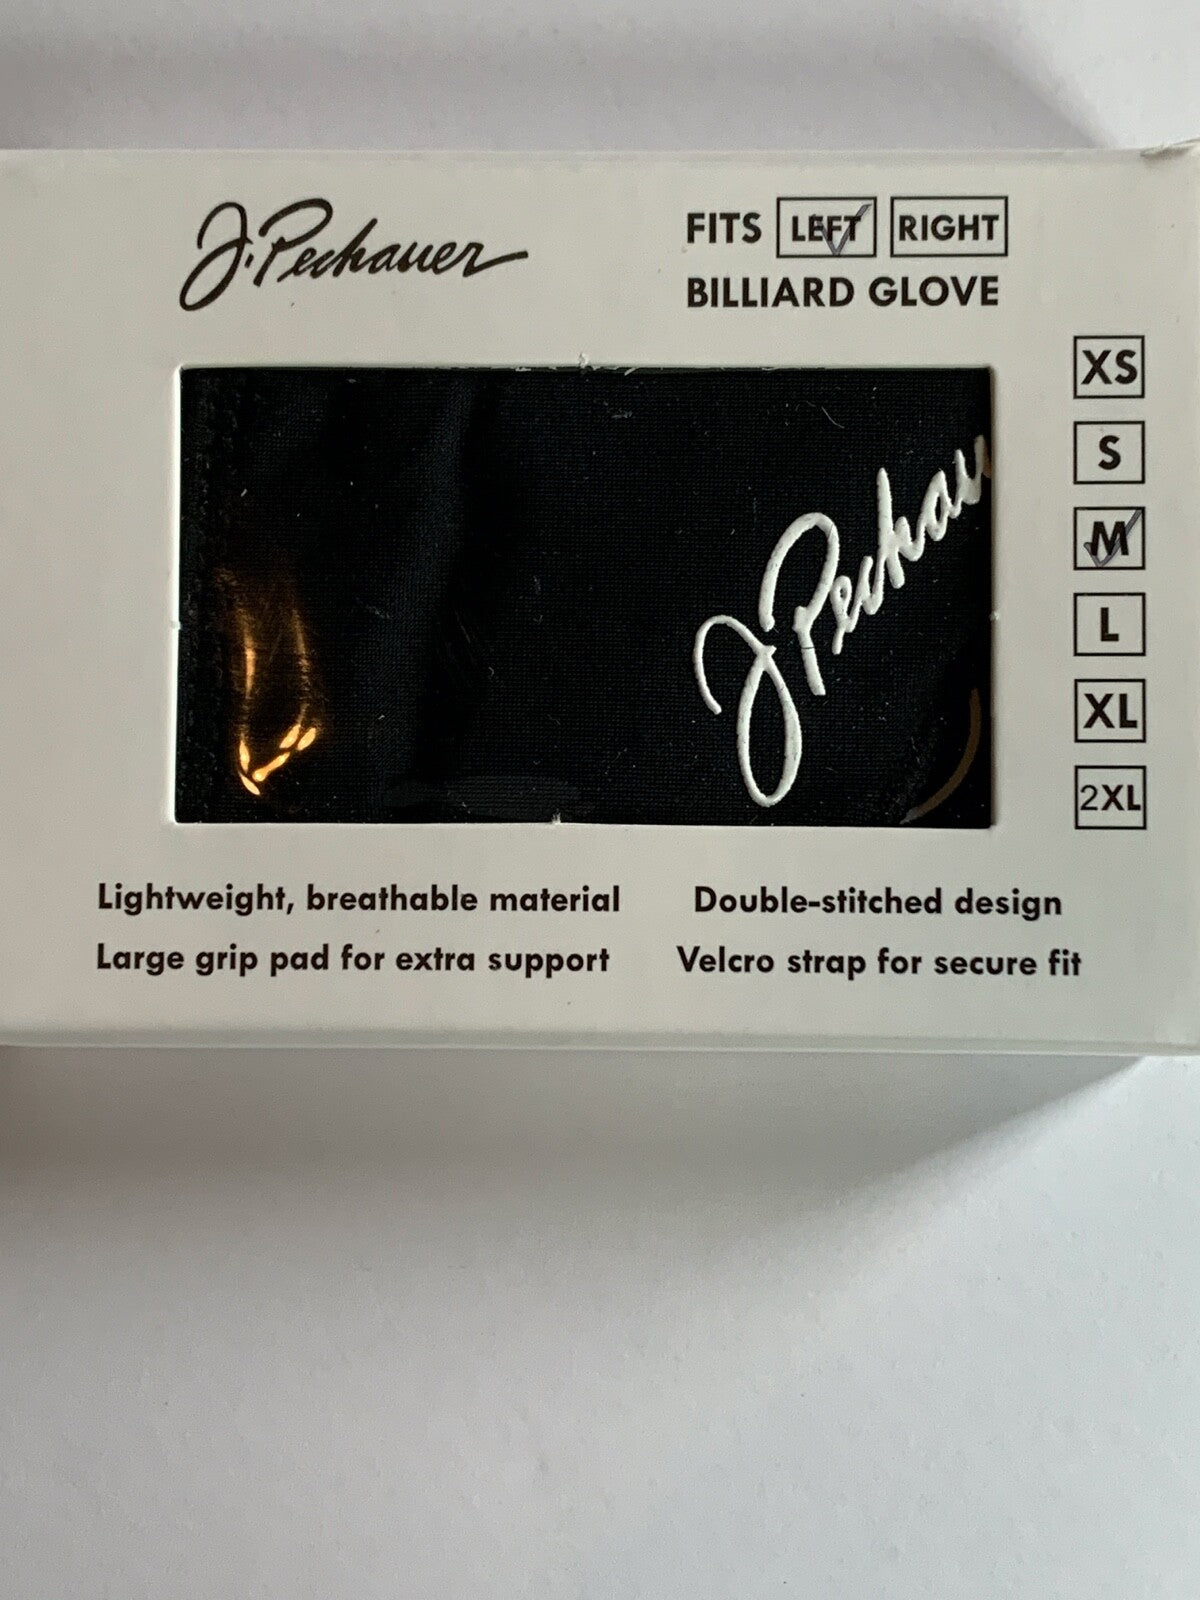 J. Pechauer
FITS LEFT RIGHT
BILLIARD GLOVE
XS
S
M
L
XL
2XL
J. Pechau
Lightweight, breathable material
Double-stitched design
Large grip pad for extra support
Velcro strap for secure fit